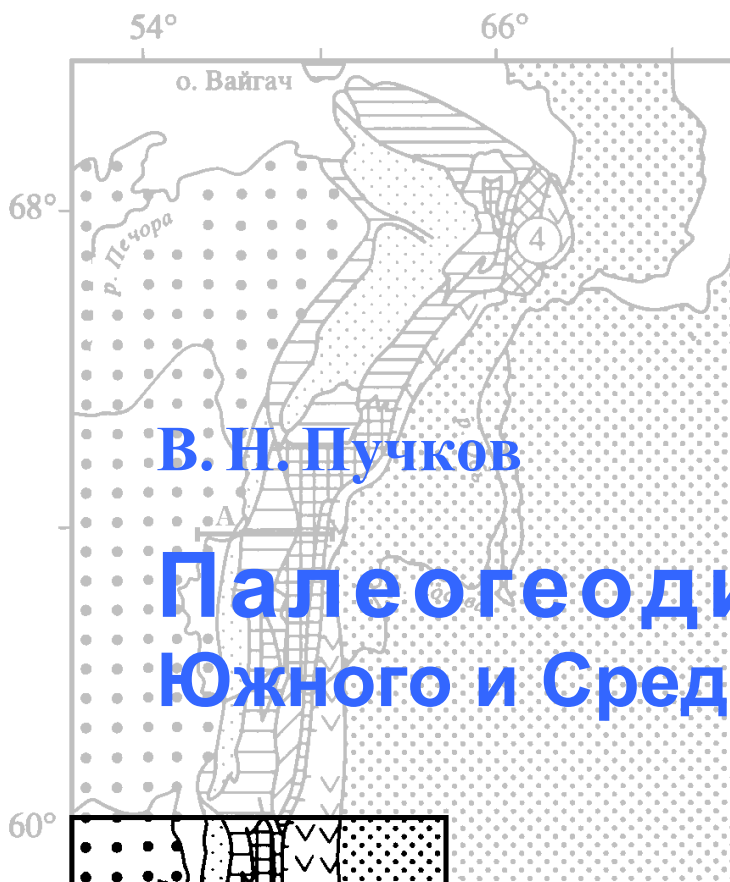 54° 66°
о. Вайгач
68°
р. Печора
4
В. Н. Пучков
А
Палеогеоди
Южного и Сред
60°